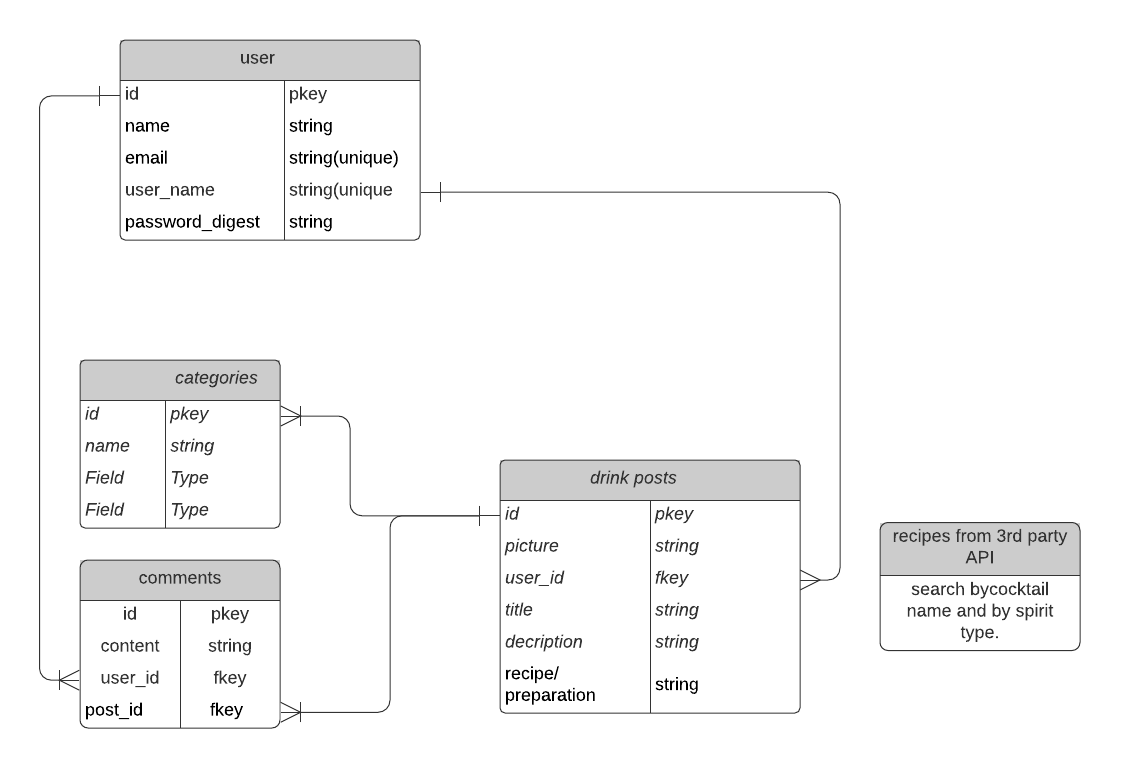 user
id pkey
name string
email string(unique)
user_name string(unique
password_digest string
categories
id pkey
name string
Field Type
Field Type
comments
id pkey
content string
user_id fkey
post_id fkey
drink posts
id pkey
picture string
user_id fkey
title string
decription string
recipe/
preparation string
recipes from 3rd party
API
search bycocktail
name and by spirit
type.